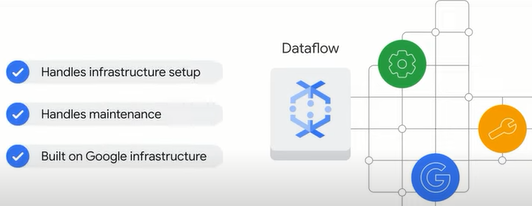 Dataflow
Handles infrastructure setup
Handles maintenance
Built on Google infrastructure
G